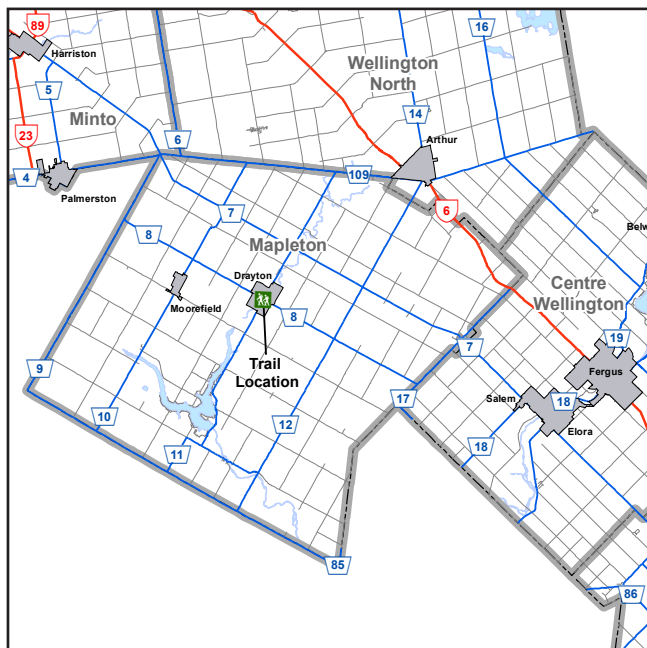 89
Harriston
16
Wellington
North
5
14
Minto
23
6
Arthur
4
109
Palmerston
7
6
8
Mapleton
Belw
Drayton
Centre
Wellington
Moorefield
8
19
7
Trail
Location
9
Fergus
17
Salem
18
10
12
Elora
18
11
85
86